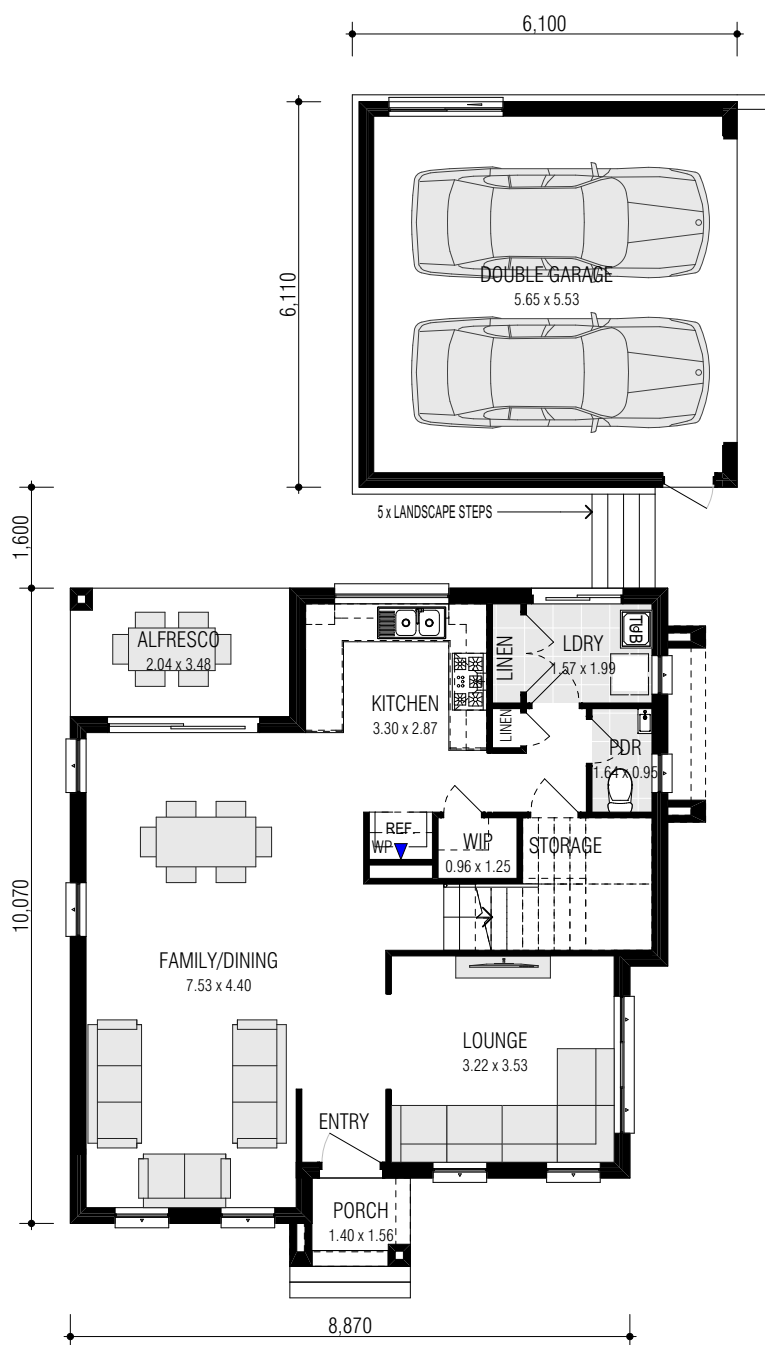 6,100
6,110
DOUBLE GARAGE
5.65 x 5.53
1,600
5 x LANDSCAPE STEPS
ALFRESCO
2.04 x 3.48
KITCHEN
3.30 x 2.87
LINEN
LDRY
1.57 x 1.99
T&B
LINEN
PDR
1.64 x 0.95
REF
WP
WIP
0.96 x 1.25
STORAGE
10,070
FAMILY/DINING
7.53 x 4.40
LOUNGE
3.22 x 3.53
ENTRY
PORCH
1.40 x 1.56
8,870